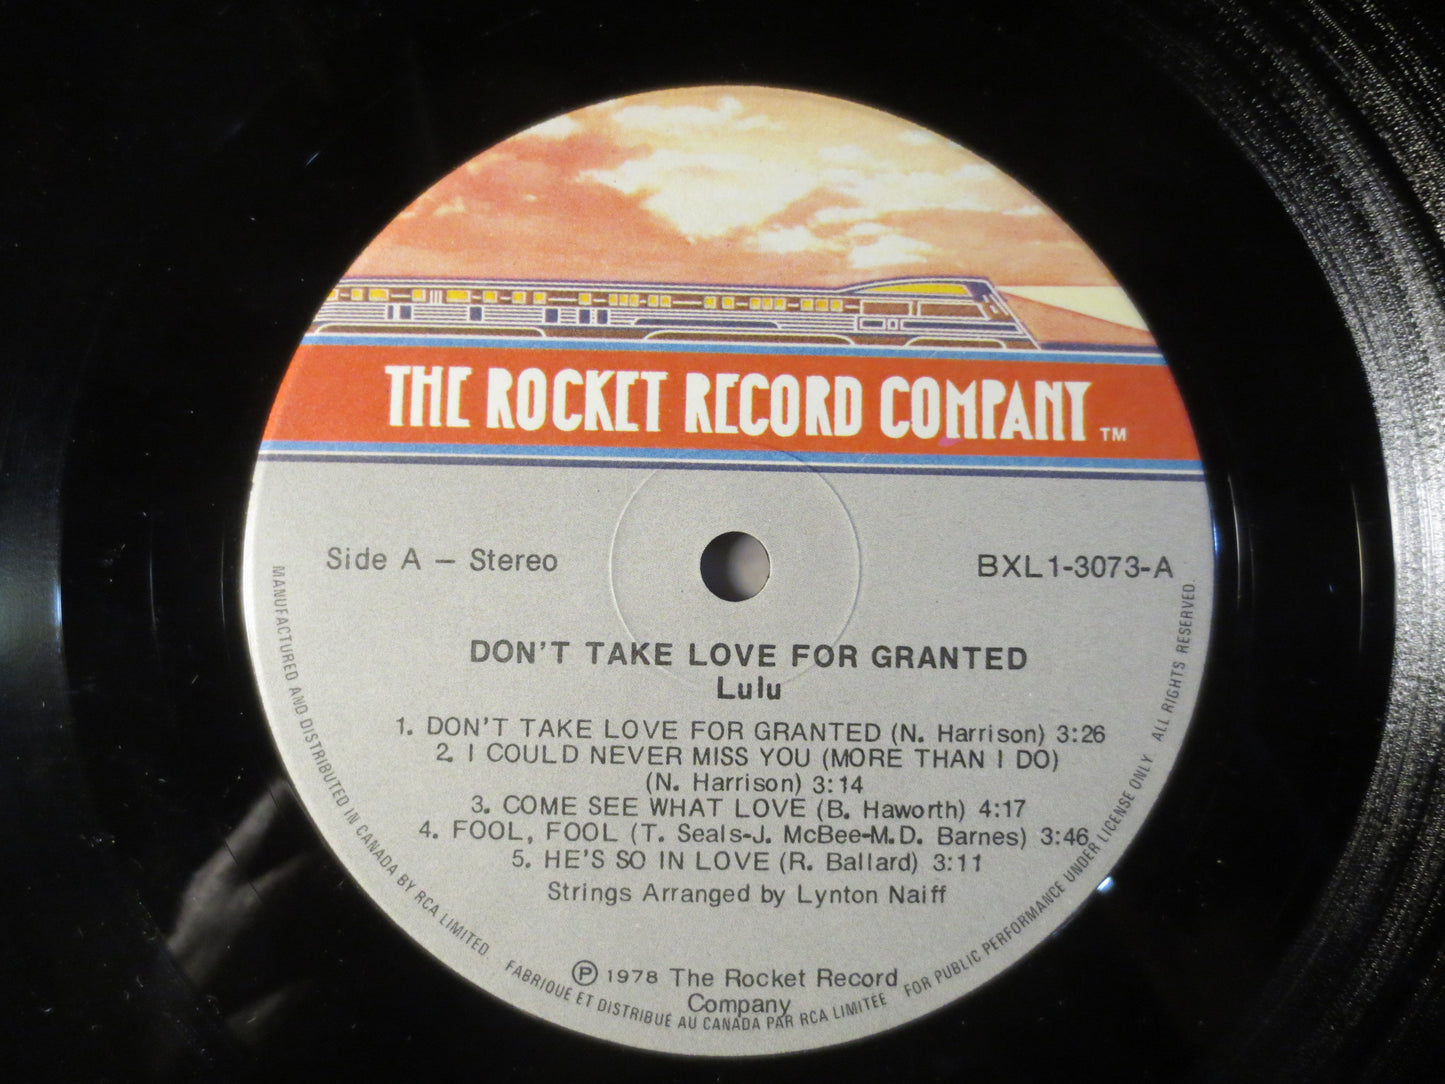 THE ROCKET RECORD COMPANY ™
Side A – Stereo
BXL1-3073-A
DON'T TAKE LOVE FOR GRANTED
Lulu
1. DON'T TAKE LOVE FOR GRANTED (N. Harrison) 3:26
2. I COULD NEVER MISS YOU (MORE THAN I DO)
(N. Harrison) 3:14
3. COME SEE WHAT LOVE (B. Haworth) 4:17
4. FOOL, FOOL (T. Seals-J. McBee-M.D. Barnes) 3:46
5. HE'S SO IN LOVE (R. Ballard) 3:11
Strings Arranged by Lynton Naiff
℗ 1978 The Rocket Record
Company
MANUFACTURED AND DISTRIBUTED IN CANADA BY RCA LIMITED. FABRIQUE ET DISTRIBUÉ AU CANADA PAR RCA LIMITÉE FOR PUBLIC PERFORMANCE UNDER LICENSE ONLY ALL RIGHTS RESERVED.